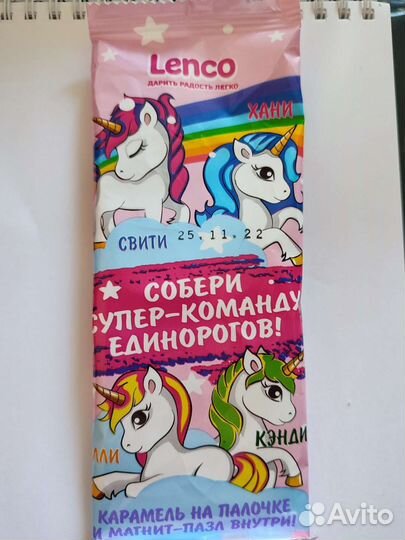 Lenco
ДАРИТЬ РАДОСТЬ ЛЕГКО
ХАНИ
СВИТИ 25.11.22
СОБЕРИ
СУПЕР-КОМАНДУ
ЕДИНОРОГОВ!
КЭНДИ
ЛЛИ
КАРАМЕЛЬ НА ПАЛОЧКЕ
И МАГНИТ-ПАЗЛ ВНУТРИ!
Avito